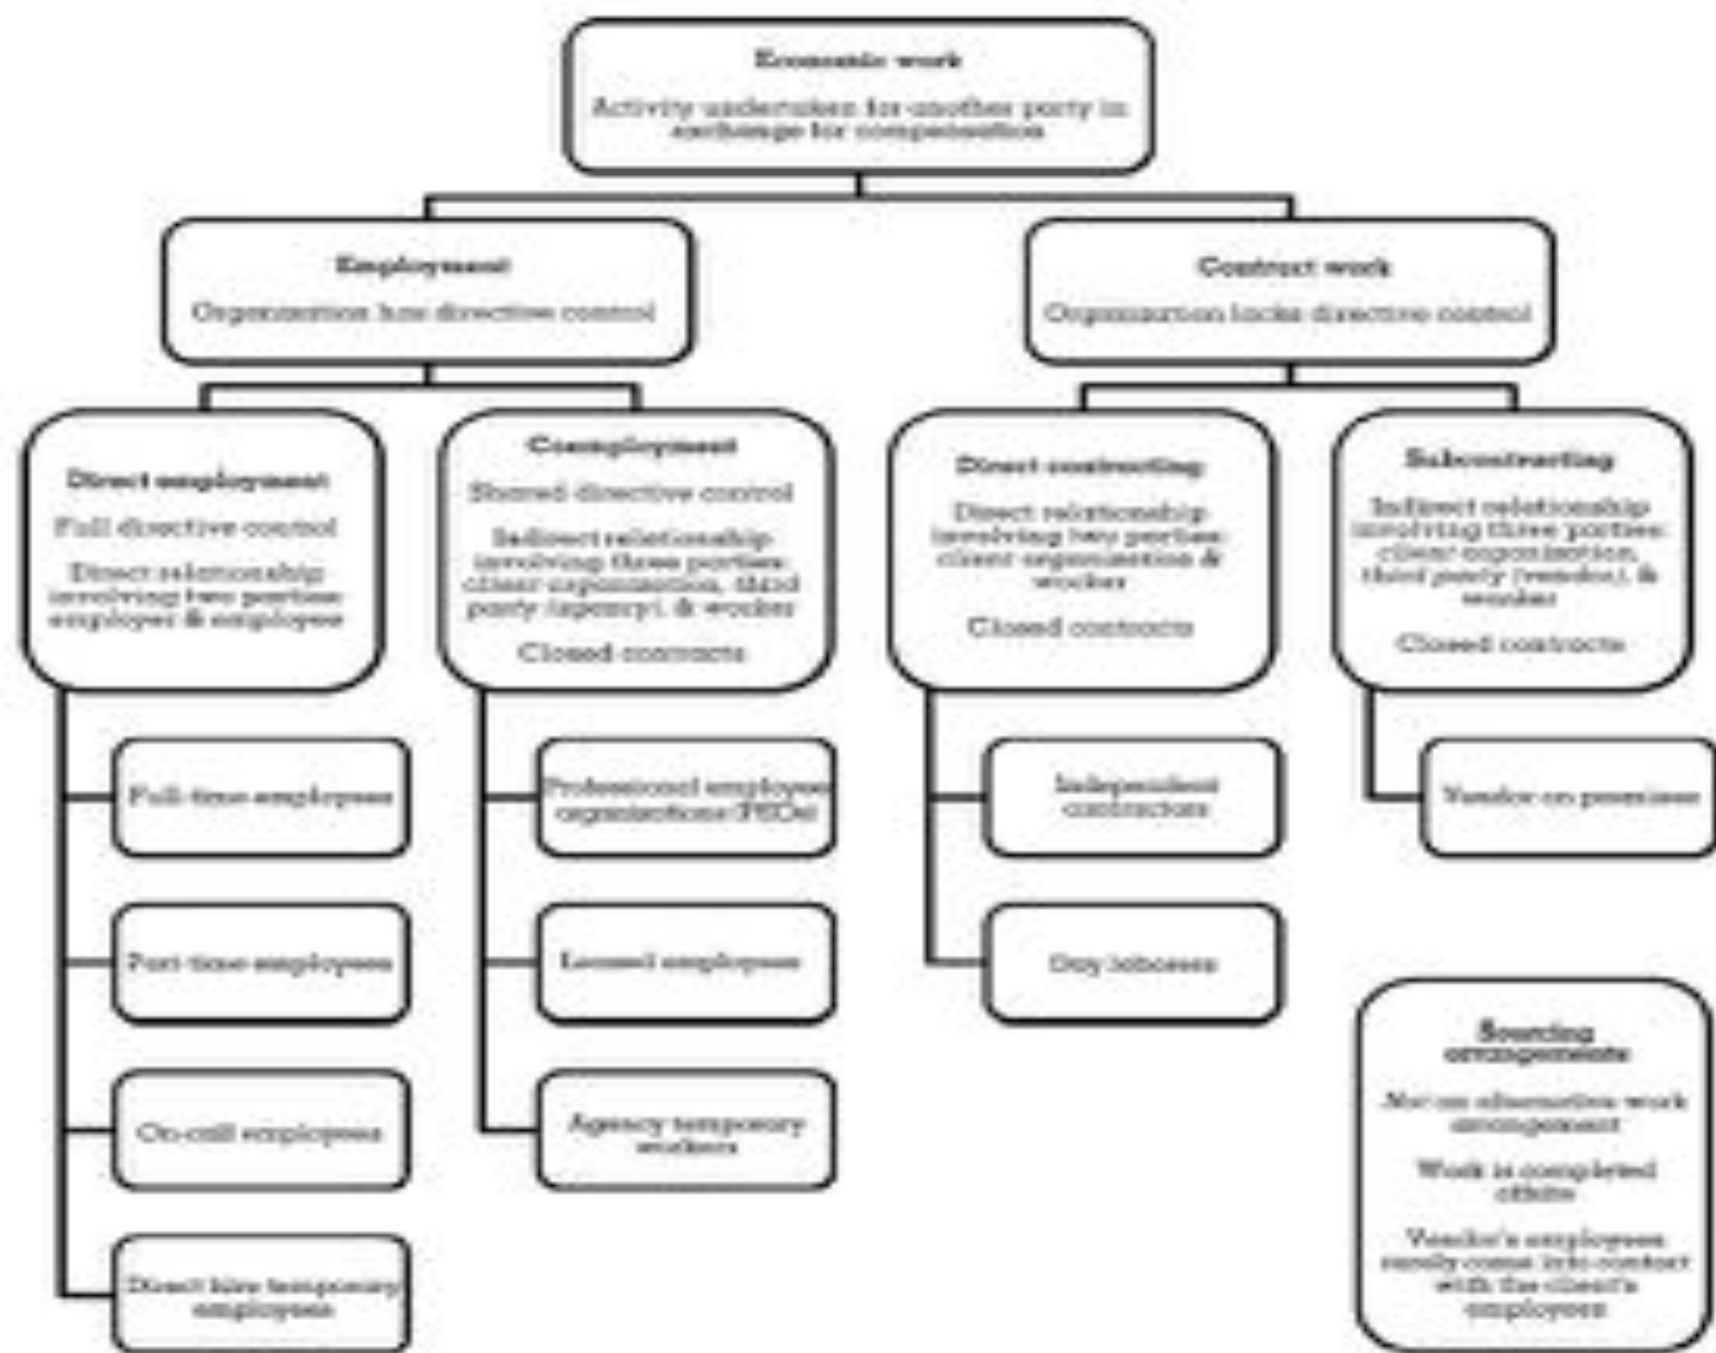 Economic work
Activity undertaken for another party in
exchange for compensation
Employment
Organization has directive control
Contract work
Organization lacks directive control
Direct employment
Full directive control
Direct relationship
involving two parties:
employer & employee
Coemployment
Shared directive control
Indirect relationship
involving three parties:
client organization, third
party (agency), & worker
Closed contracts
Direct contracting
Direct relationship
involving two parties:
client organization &
worker
Closed contracts
Subcontracting
Indirect relationship
involving three parties:
client organization,
third party (vendor), &
worker
Closed contracts
Full-time employees
Part-time employees
On-call employees
Direct hire temporary
employees
Professional employee
organizations (PEOs)
Leased employees
Agency temporary
workers
Independent
contractors
Day laborers
Vendor on premises
Sourcing
arrangements
Not an alternative work
arrangement
Work is completed
offsite
Vendor's employees
rarely come into contact
with the client's
employees